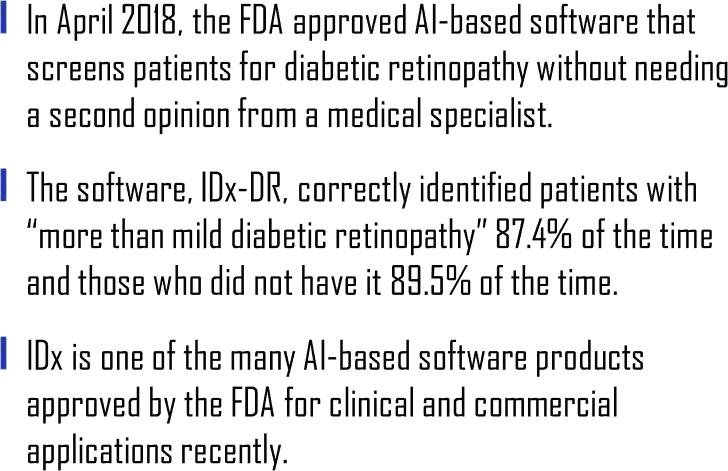 In April 2018, the FDA approved AI-based software that
screens patients for diabetic retinopathy without needing
a second opinion from a medical specialist.
The software, IDx-DR, correctly identified patients with
“more than mild diabetic retinopathy” 87.4% of the time
and those who did not have it 89.5% of the time.
IDx is one of the many AI-based software products
approved by the FDA for clinical and commercial
applications recently.